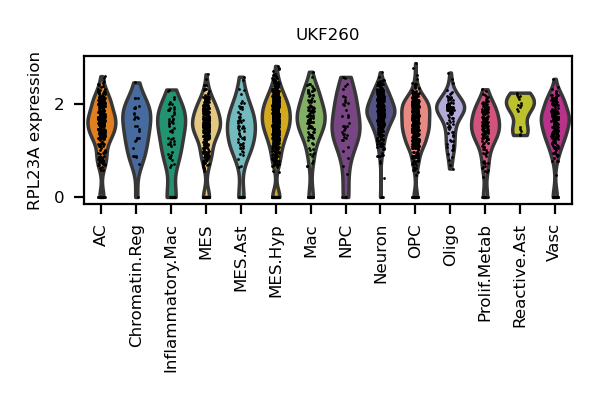 UKF260
RPL23A expression
2
0
AC
Chromatin.Reg
Inflammatory.Mac
MES
MES.Ast
MES.Hyp
Mac
NPC
Neuron
OPC
Oligo
Prolif.Metab
Reactive.Ast
Vasc